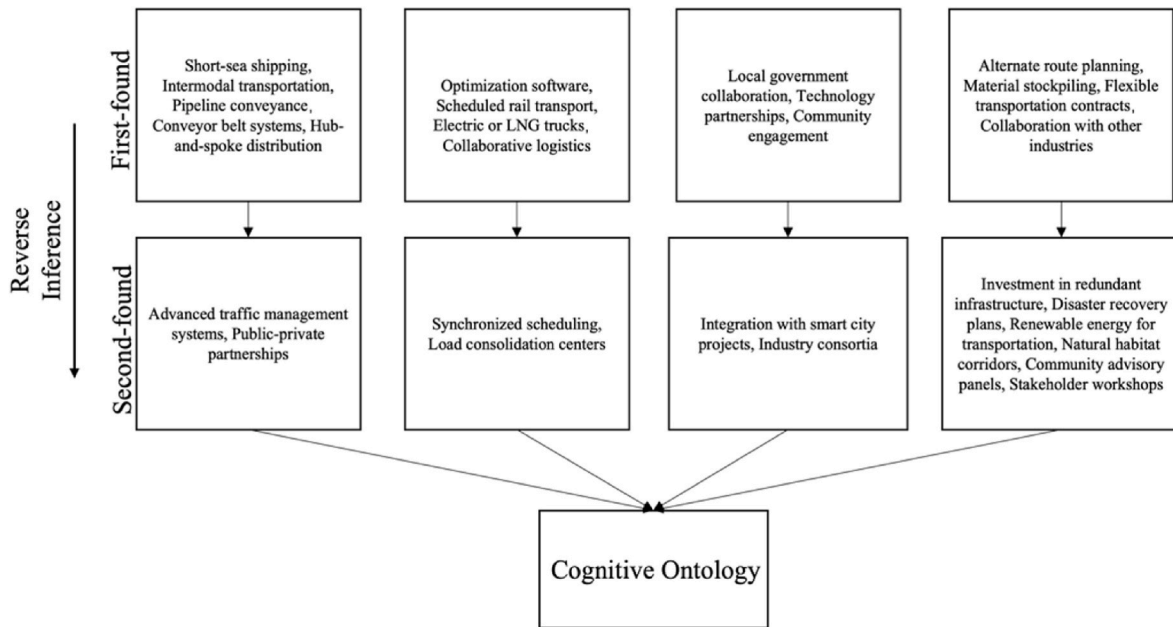 First-found
Short-sea shipping,
Intermodal transportation,
Pipeline conveyance,
Conveyor belt systems, Hub-
and-spoke distribution
Optimization software,
Scheduled rail transport,
Electric or LNG trucks,
Collaborative logistics
Local government
collaboration, Technology
partnerships, Community
engagement
Alternate route planning,
Material stockpiling, Flexible
transportation contracts,
Collaboration with other
industries
Reverse
Inference
Second-found
Advanced traffic management
systems, Public-private
partnerships
Synchronized scheduling,
Load consolidation centers
Integration with smart city
projects, Industry consortia
Investment in redundant
infrastructure, Disaster recovery
plans, Renewable energy for
transportation, Natural habitat
corridors, Community advisory
panels, Stakeholder workshops
Cognitive Ontology